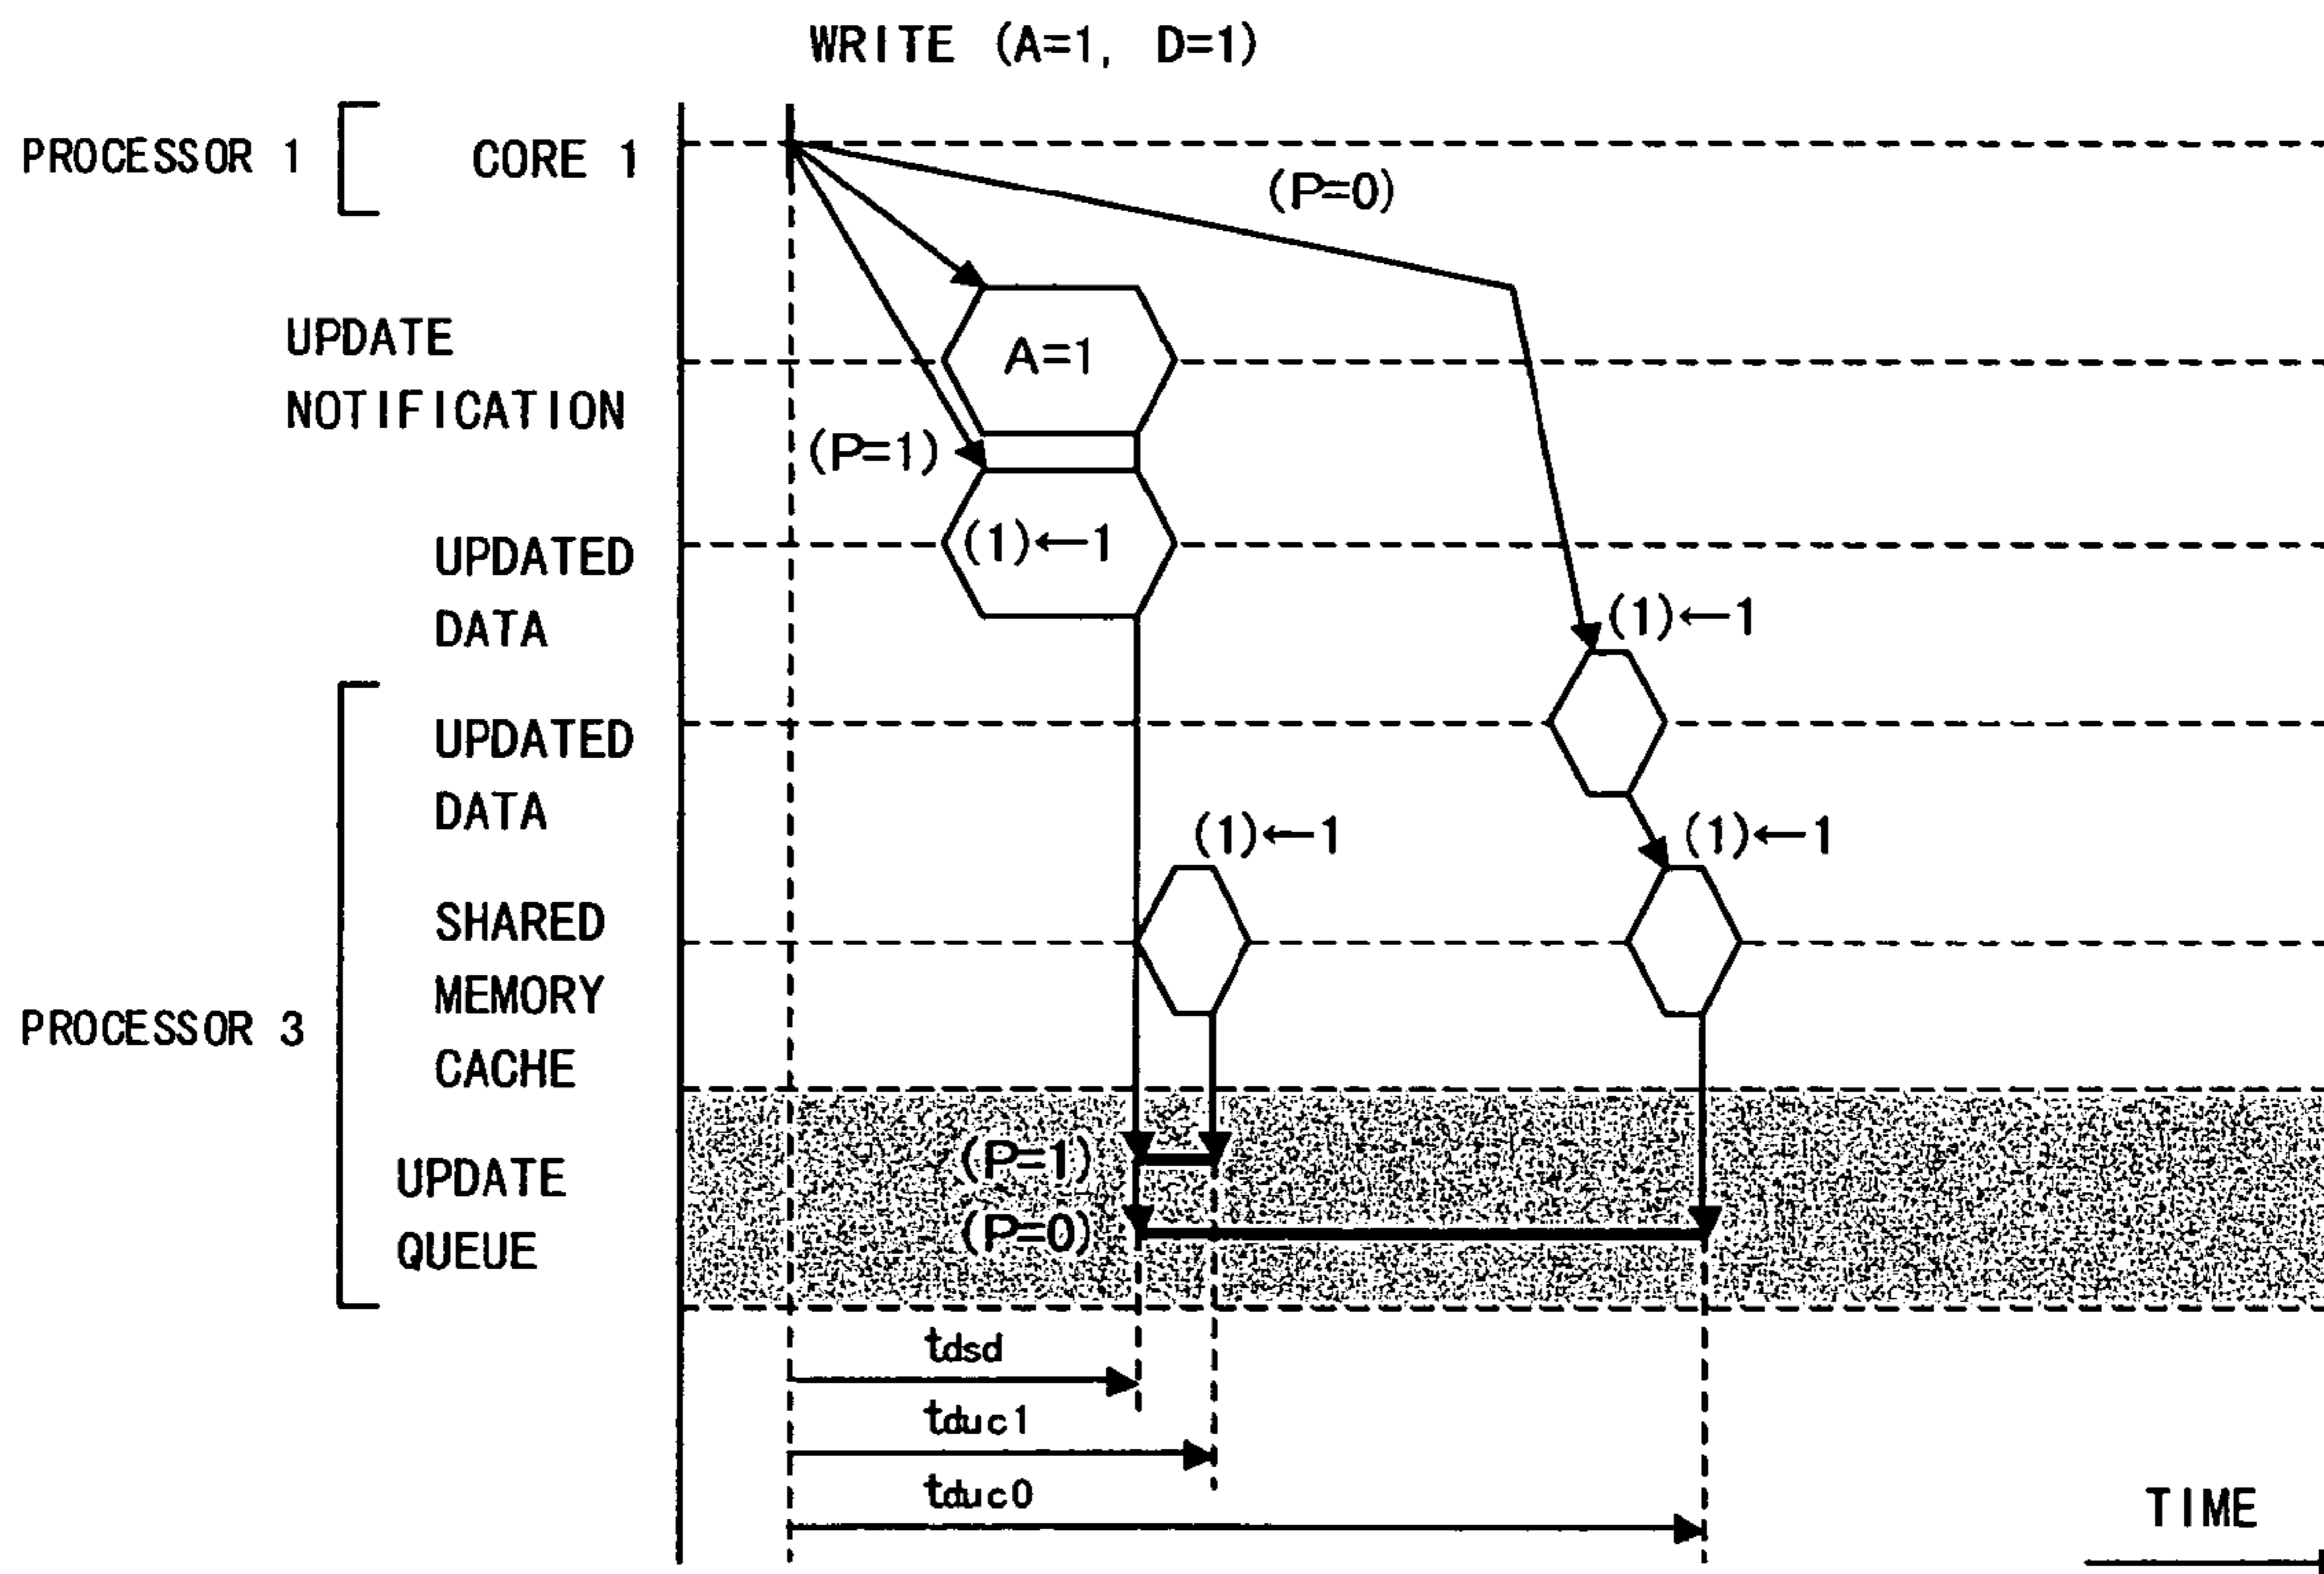 WRITE (A=1, D=1)
PROCESSOR 1
CORE 1
(P=0)
UPDATE
NOTIFICATION
A=1
(P=1)
UPDATED
DATA
(1)←1
(1)←1
UPDATED
DATA
(1)←1
(1)←1
SHARED
MEMORY
CACHE
PROCESSOR 3
UPDATE
QUEUE
(P=1)
(P=0)
tdsd
tduc1
tduc0
TIME